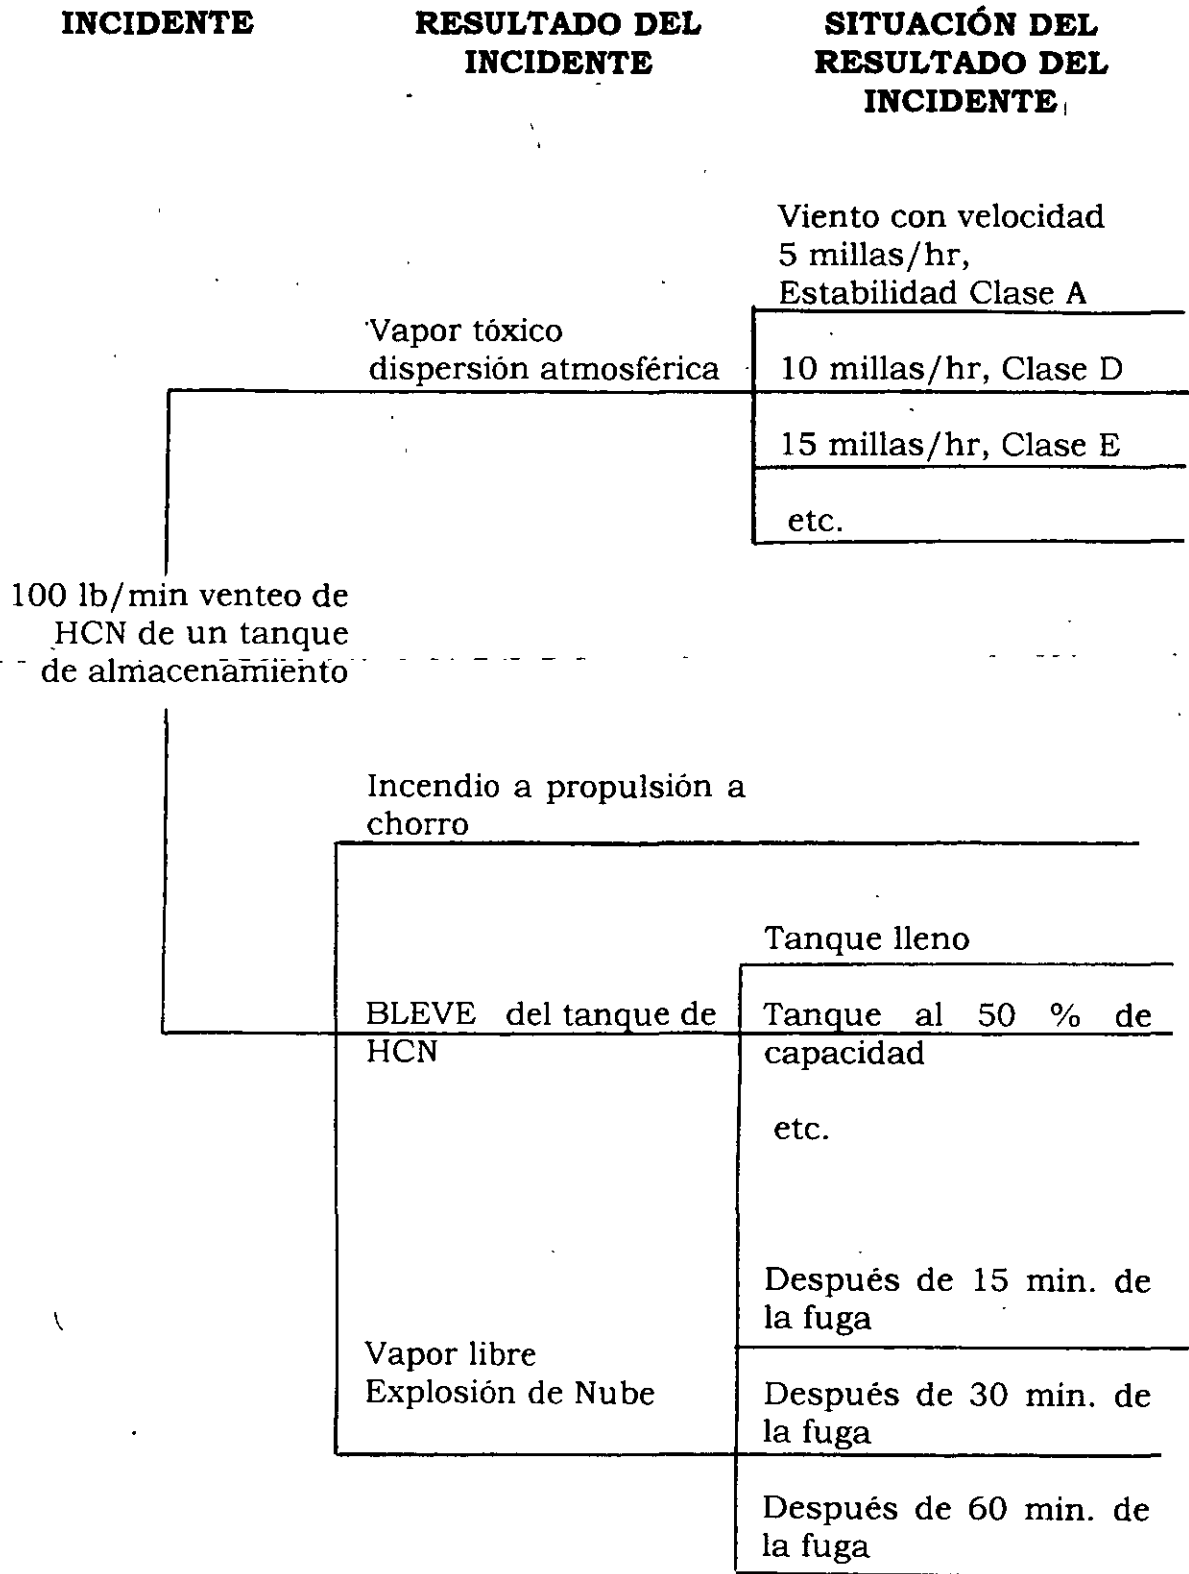 INCIDENTE
RESULTADO DEL
INCIDENTE
SITUACIÓN DEL
RESULTADO DEL
INCIDENTE
Viento con velocidad
5 millas/hr,
Estabilidad Clase A
Vapor tóxico
dispersión atmosférica
10 millas/hr, Clase D
15 millas/hr, Clase E
etc.
100 lb/min venteo de
HCN de un tanque
de almacenamiento
Incendio a propulsión a
chorro
Tanque lleno
BLEVE del tanque de
HCN
Tanque al 50 % de
capacidad
etc.
Después de 15 min. de
la fuga
Vapor libre
Explosión de Nube
Después de 30 min. de
la fuga
Después de 60 min. de
la fuga